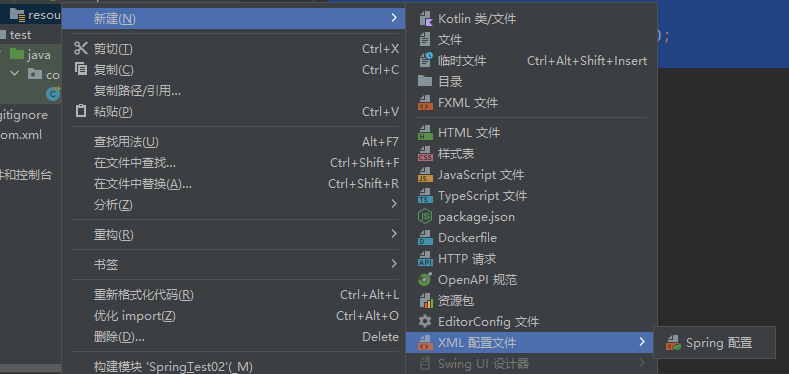 resou
test
java
co
gitignore
om.xml
件和控制台
新建(N)
剪切(T) Ctrl+X
复制(C) Ctrl+C
复制路径/引用...
粘贴(P) Ctrl+V
查找用法(U) Alt+F7
在文件中查找... Ctrl+Shift+F
在文件中替换(A)... Ctrl+Shift+R
分析(Z)
重构(R)
书签
重新格式化代码(R) Ctrl+Alt+L
优化 import(Z) Ctrl+Alt+O
删除(D)... Delete
构建模块 'SpringTest02'(_M)
Kotlin 类/文件
文件
临时文件 Ctrl+Alt+Shift+Insert
目录
FXML 文件
HTML 文件
样式表
JavaScript 文件
TypeScript 文件
package.json
Dockerfile
HTTP 请求
OpenAPI 规范
资源包
EditorConfig 文件
XML 配置文件
Swing UI 设计器
Spring 配置
);